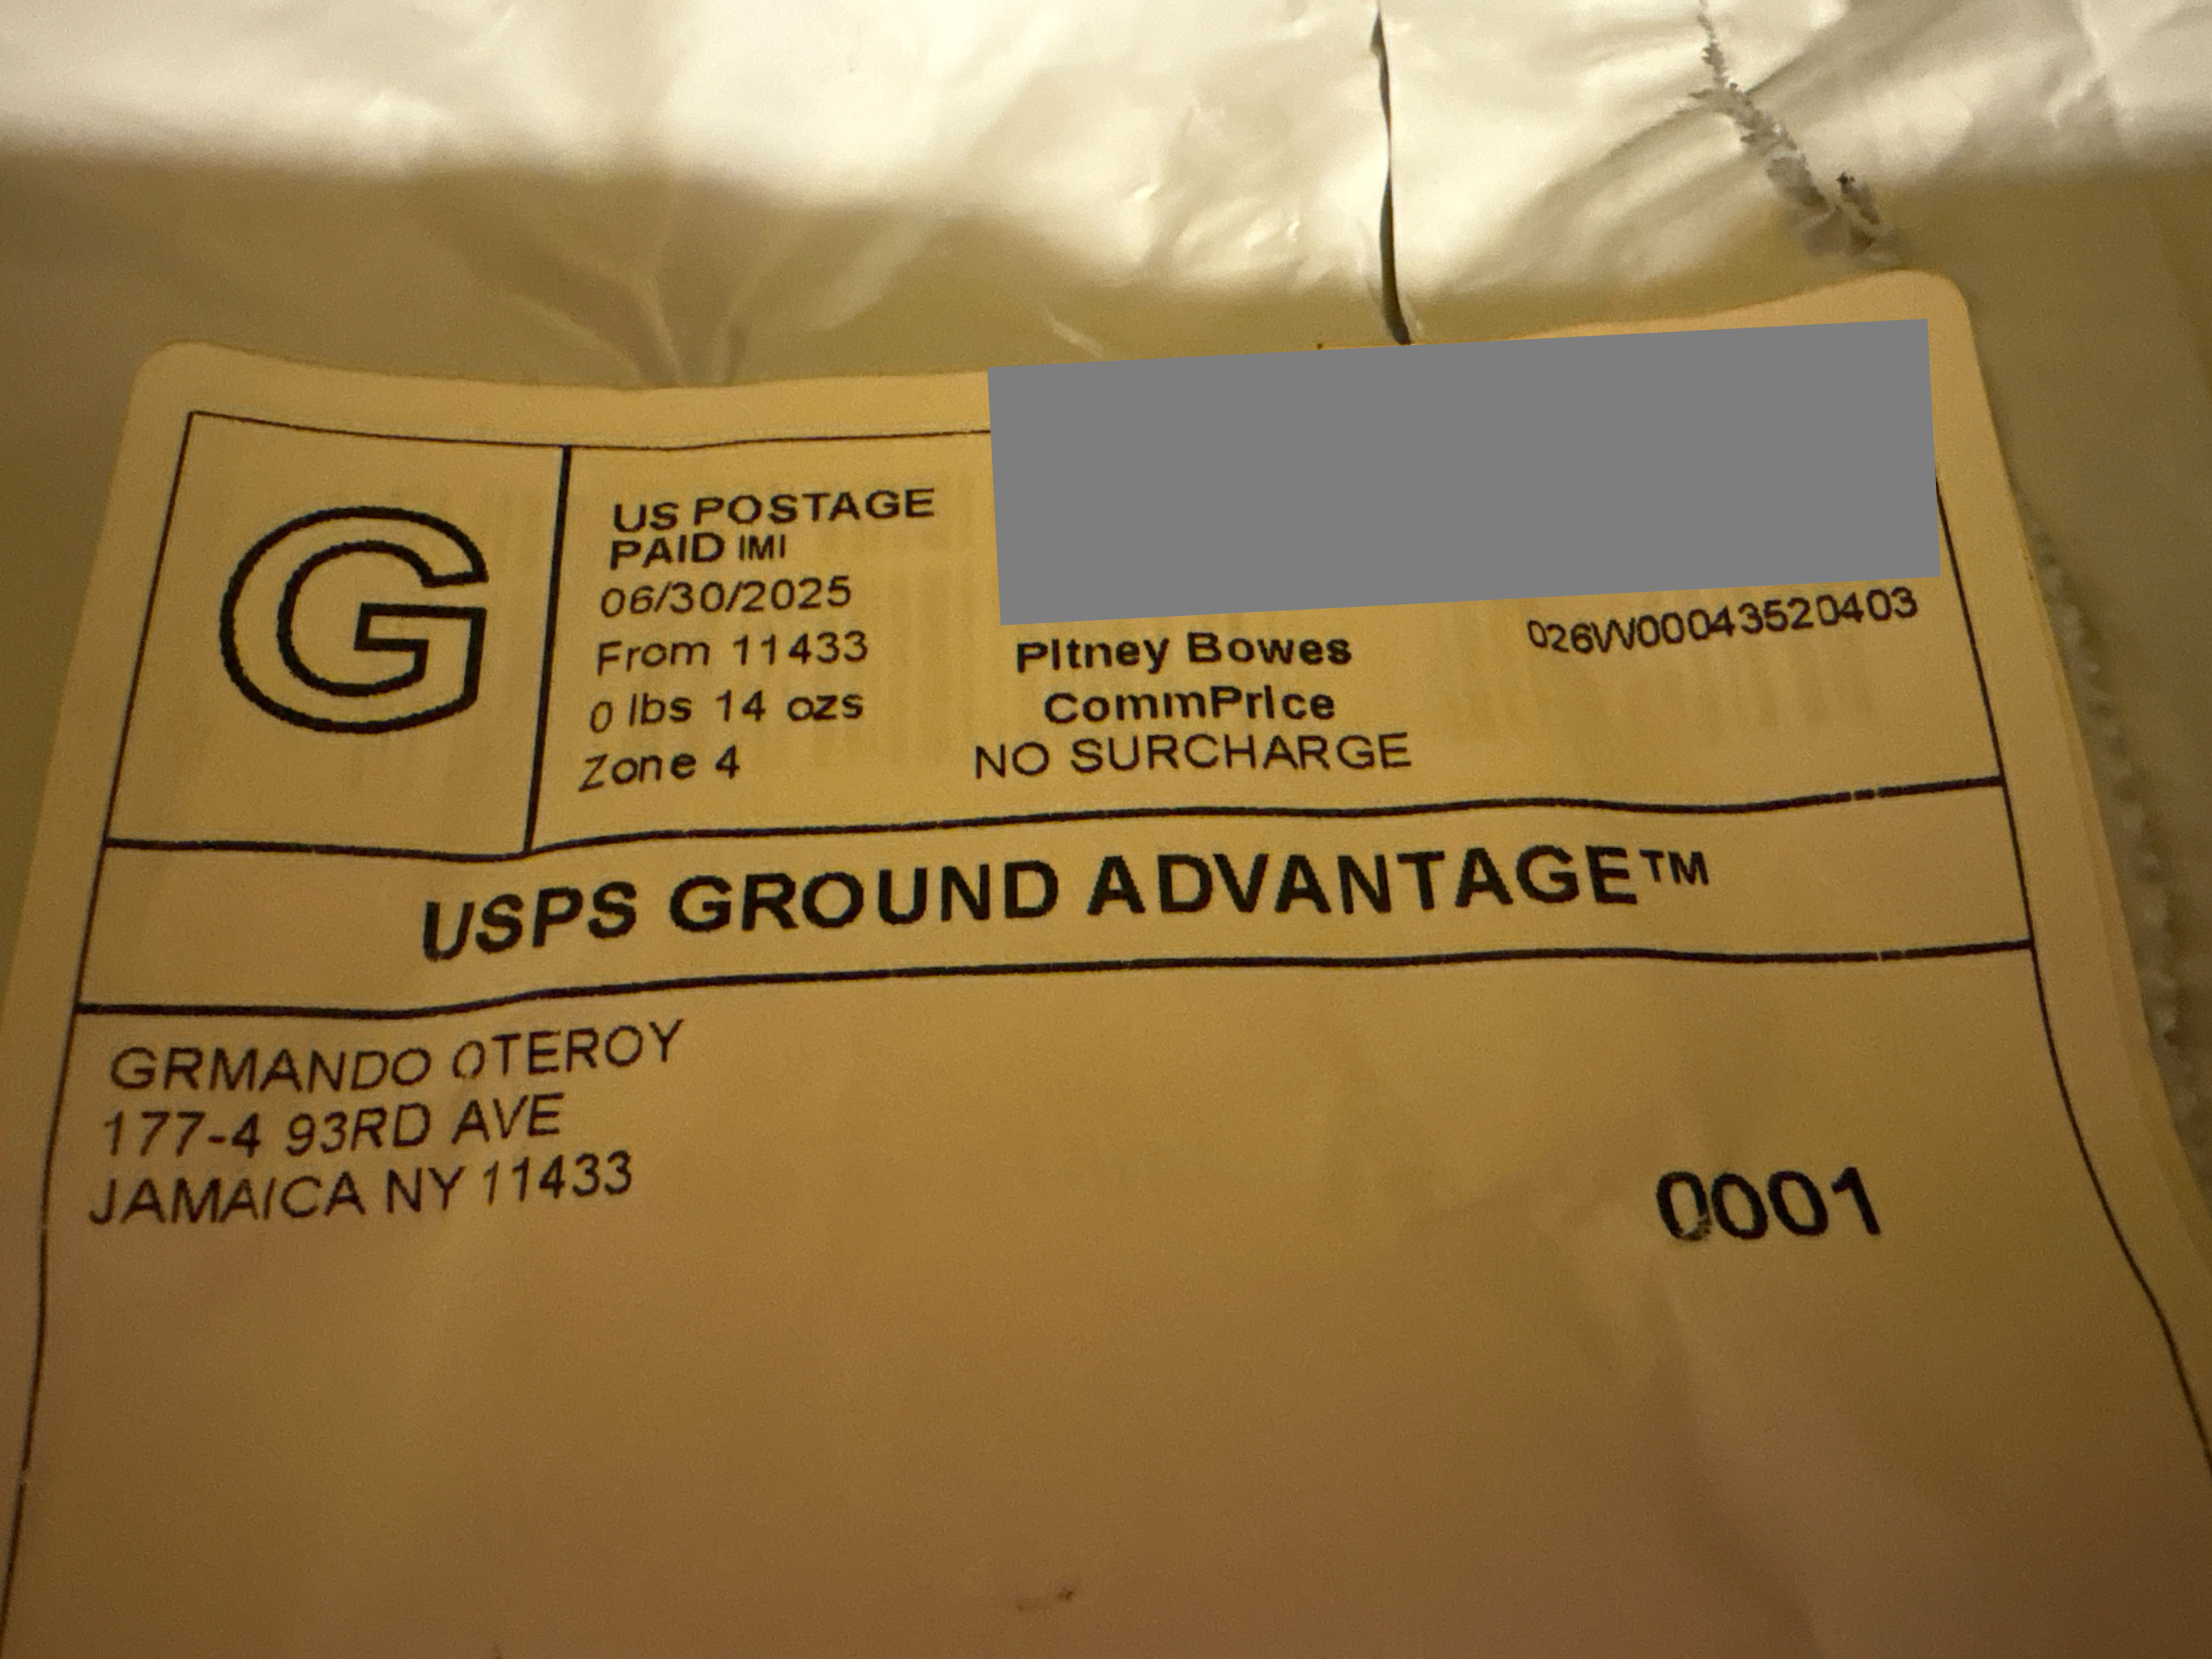 G
US POSTAGE
PAID IMI
06/30/2025
From 11433
0 lbs 14 ozs
Zone 4
Pitney Bowes
CommPrice
NO SURCHARGE
026W00043520403
USPS GROUND ADVANTAGE™
GRMANDO OTEROY
177-4 93RD AVE
JAMAICA NY 11433
0001